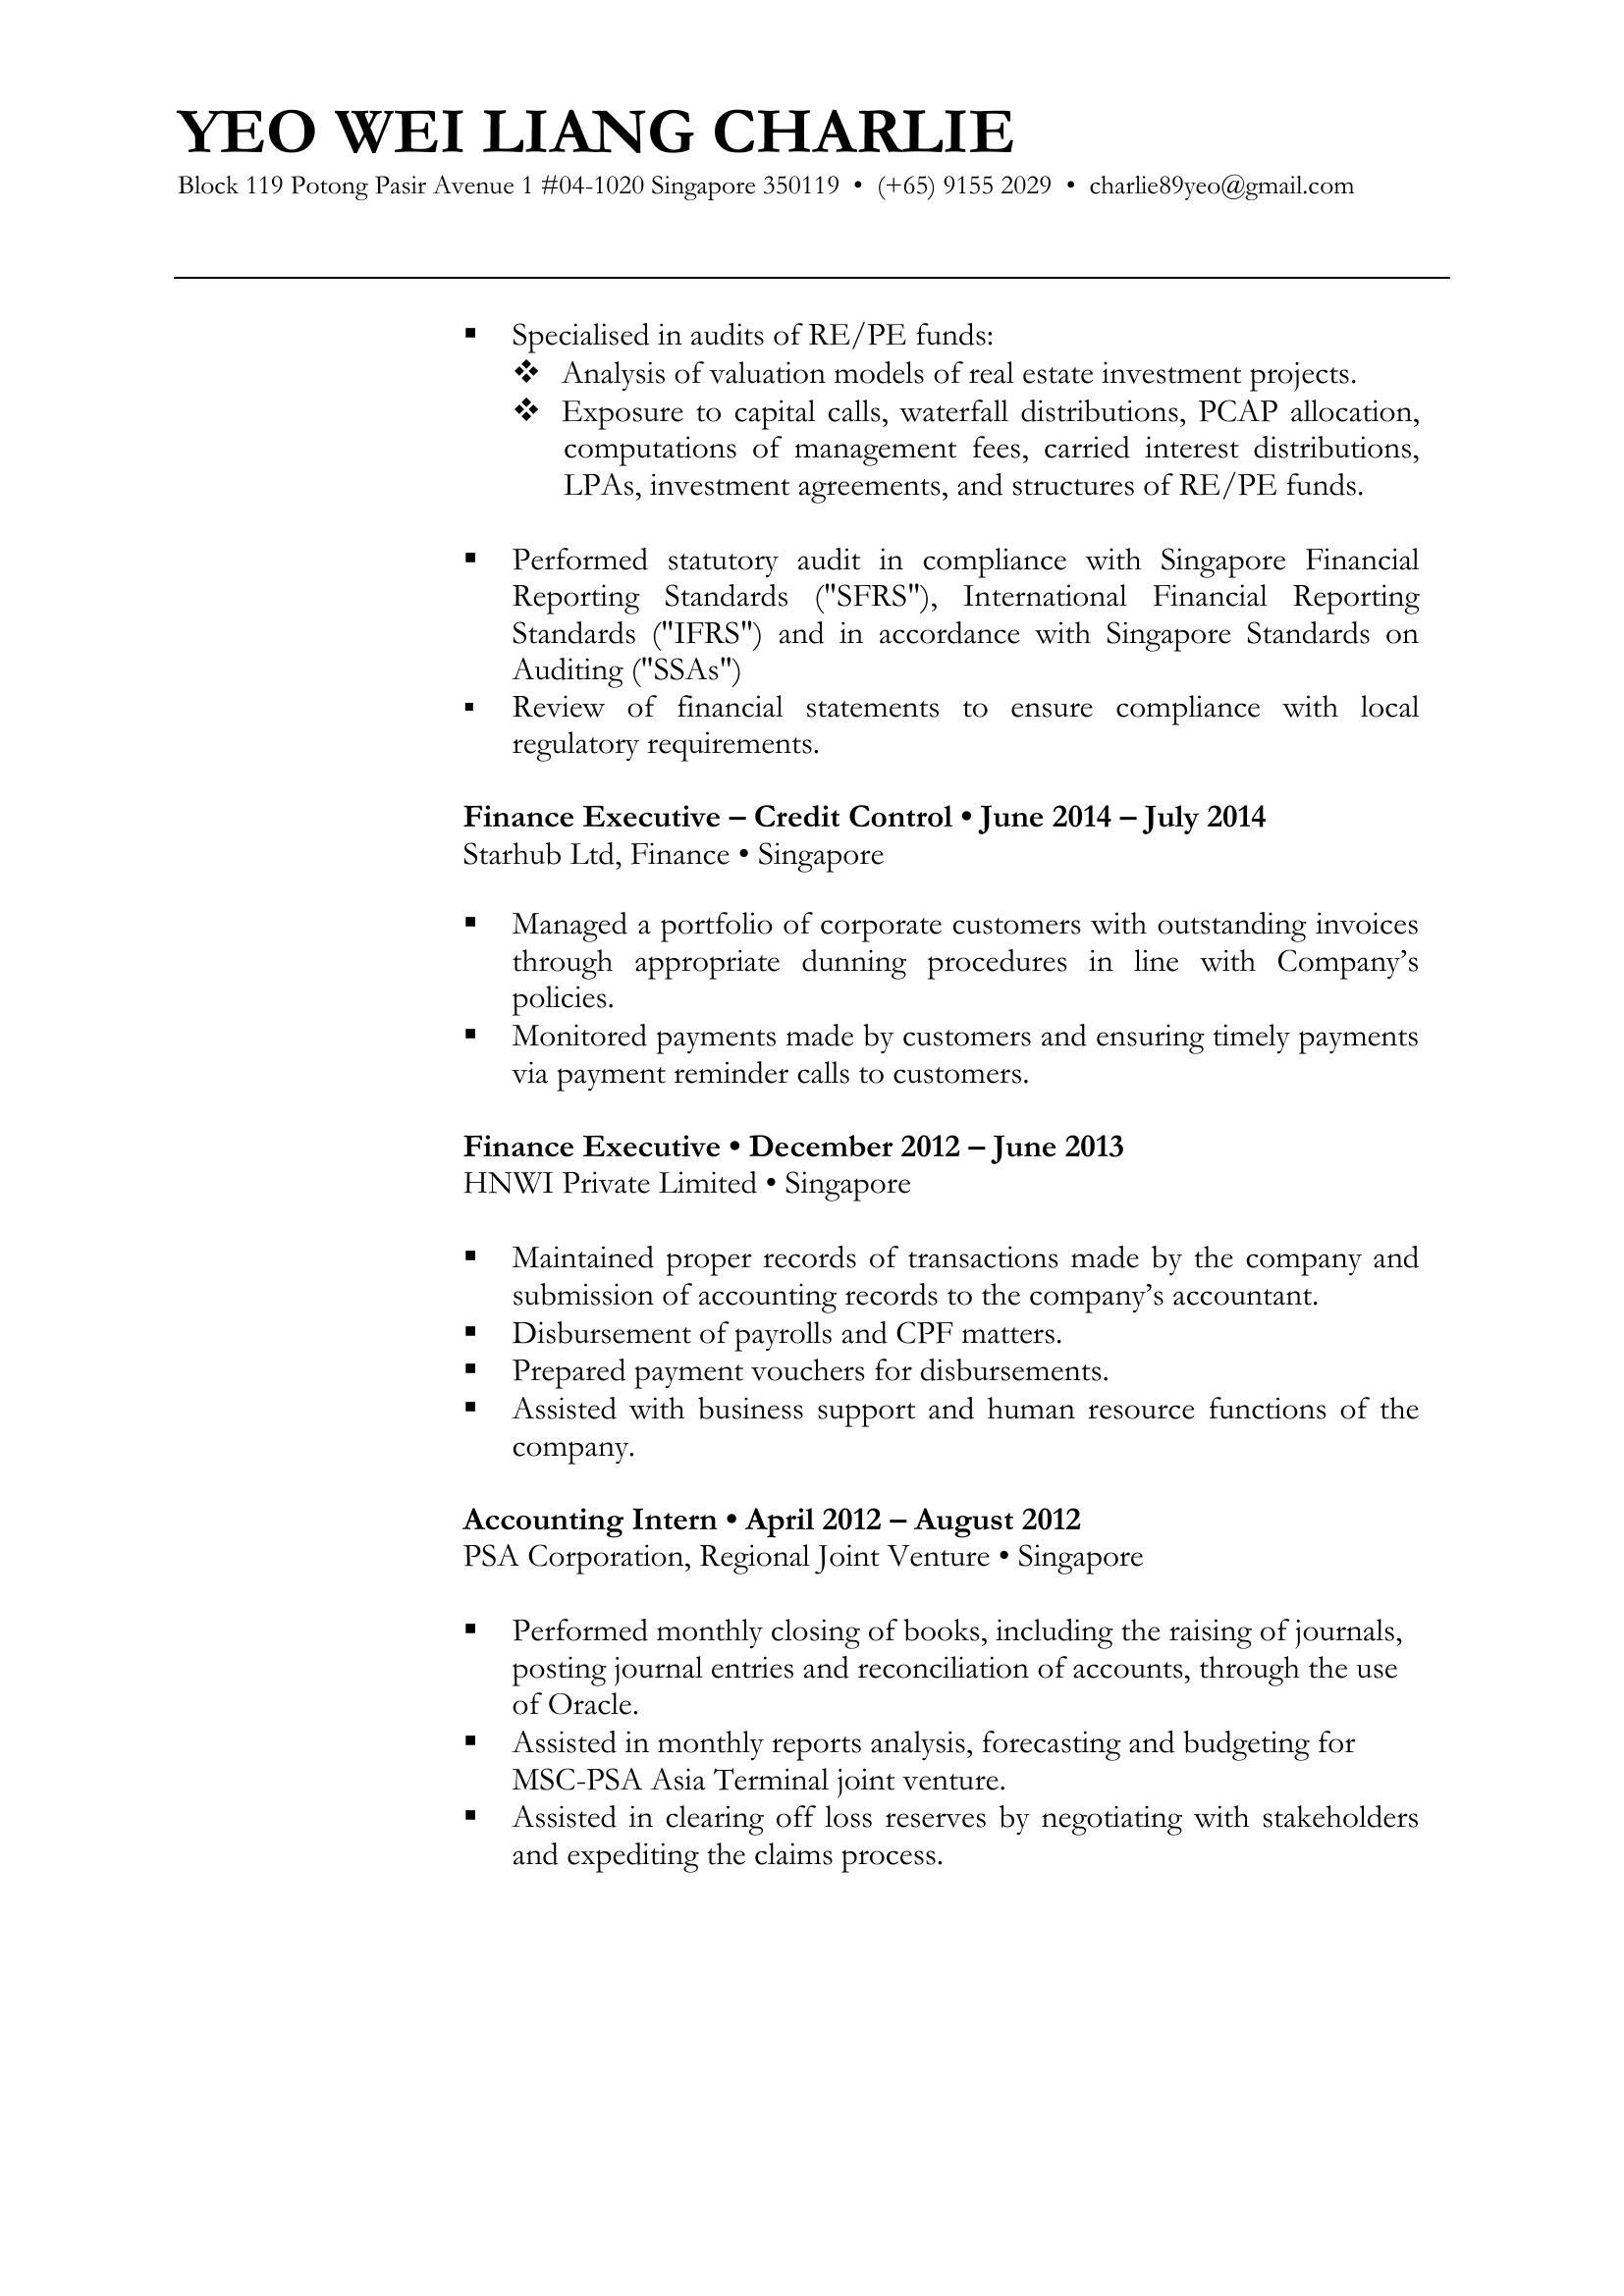 YEO WEI LIANG CHARLIE
Block 119 Potong Pasir Avenue 1 #04-1020 Singapore 350119 • (+65) 9155 2029 • charlie89yeo@gmail.com
▪ Specialised in audits of RE/PE funds:
❖ Analysis of valuation models of real estate investment projects.
❖ Exposure to capital calls, waterfall distributions, PCAP allocation,
computations of management fees, carried interest distributions,
LPAs, investment agreements, and structures of RE/PE funds.
▪ Performed statutory audit in compliance with Singapore Financial
Reporting Standards ("SFRS"), International Financial Reporting
Standards ("IFRS") and in accordance with Singapore Standards on
Auditing ("SSAs")
▪ Review of financial statements to ensure compliance with local
regulatory requirements.
Finance Executive – Credit Control • June 2014 – July 2014
Starhub Ltd, Finance • Singapore
▪ Managed a portfolio of corporate customers with outstanding invoices
through appropriate dunning procedures in line with Company’s
policies.
▪ Monitored payments made by customers and ensuring timely payments
via payment reminder calls to customers.
Finance Executive • December 2012 – June 2013
HNWI Private Limited • Singapore
▪ Maintained proper records of transactions made by the company and
submission of accounting records to the company’s accountant.
▪ Disbursement of payrolls and CPF matters.
▪ Prepared payment vouchers for disbursements.
▪ Assisted with business support and human resource functions of the
company.
Accounting Intern • April 2012 – August 2012
PSA Corporation, Regional Joint Venture • Singapore
▪ Performed monthly closing of books, including the raising of journals,
posting journal entries and reconciliation of accounts, through the use
of Oracle.
▪ Assisted in monthly reports analysis, forecasting and budgeting for
MSC-PSA Asia Terminal joint venture.
▪ Assisted in clearing off loss reserves by negotiating with stakeholders
and expediting the claims process.